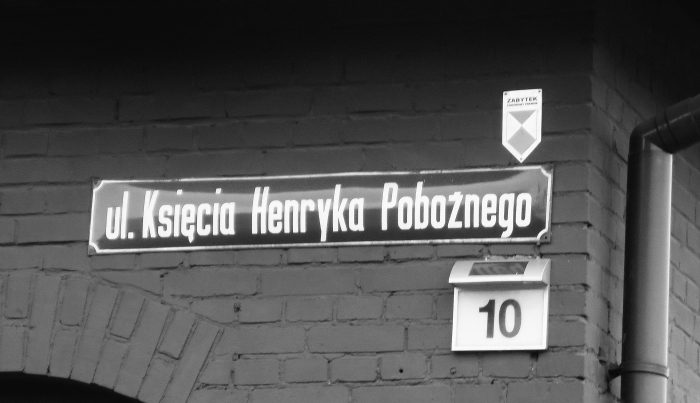 ZABYTEK
ul. Księcia Henryka Pobożnego
10